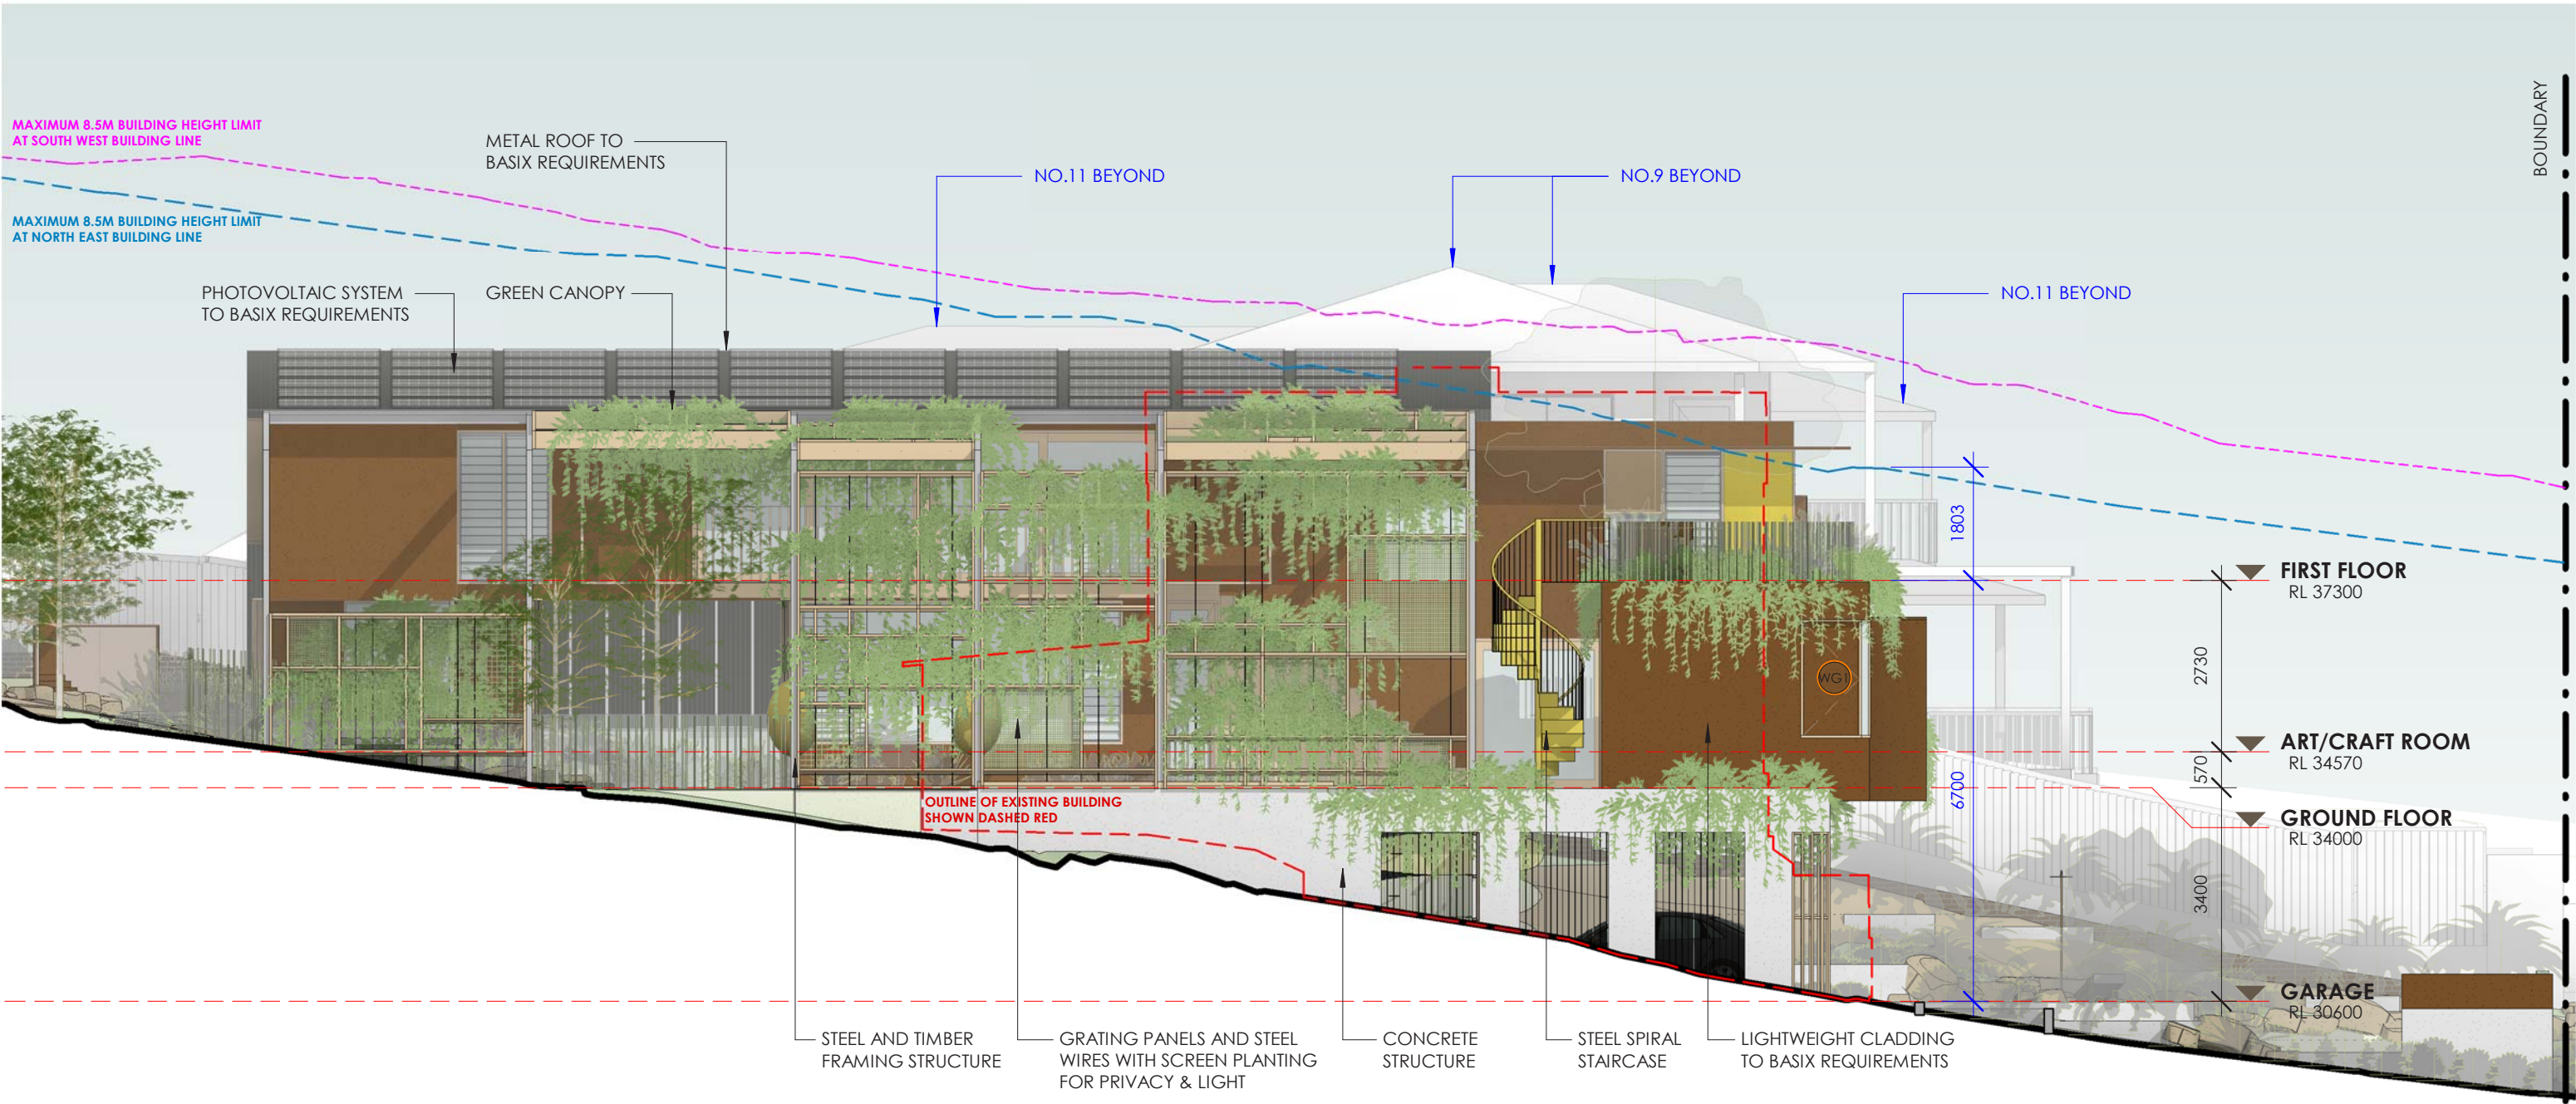 BOUNDARY
MAXIMUM 8.5M BUILDING HEIGHT LIMIT
AT SOUTH WEST BUILDING LINE
METAL ROOF TO
BASIX REQUIREMENTS
NO.11 BEYOND
NO.9 BEYOND
MAXIMUM 8.5M BUILDING HEIGHT LIMIT
AT NORTH EAST BUILDING LINE
PHOTOVOLTAIC SYSTEM
TO BASIX REQUIREMENTS
GREEN CANOPY
NO.11 BEYOND
1803
FIRST FLOOR
RL 37300
2730
WG1
ART/CRAFT ROOM
RL 34570
570
6700
OUTLINE OF EXISTING BUILDING
SHOWN DASHED RED
GROUND FLOOR
RL 34000
3400
GARAGE
RL 30600
STEEL AND TIMBER
FRAMING STRUCTURE
GRATING PANELS AND STEEL
WIRES WITH SCREEN PLANTING
FOR PRIVACY & LIGHT
CONCRETE
STRUCTURE
STEEL SPIRAL
STAIRCASE
LIGHTWEIGHT CLADDING
TO BASIX REQUIREMENTS